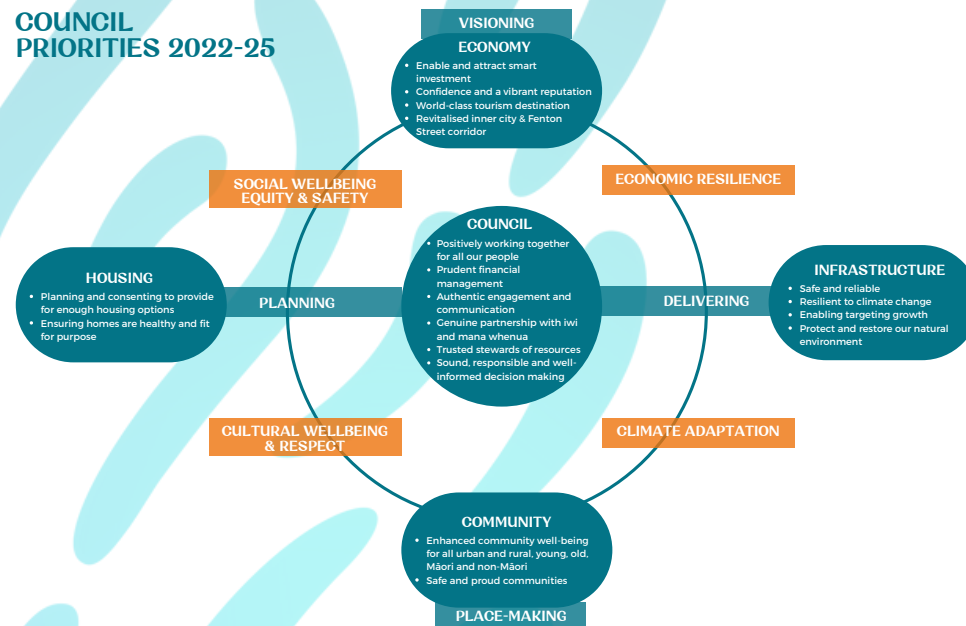 COUNCIL
PRIORITIES 2022-25
VISIONING
ECONOMY
• Enable and attract smart
investment
• Confidence and a vibrant reputation
• World-class tourism destination
• Revitalised inner city & Fenton
Street corridor
SOCIAL WELLBEING
EQUITY & SAFETY
ECONOMIC RESILIENCE
HOUSING
• Planning and consenting to provide
for enough housing options
• Ensuring homes are healthy and fit
for purpose
PLANNING
COUNCIL
• Positively working together
for all our people
• Prudent financial
management
• Authentic engagement and
communication
• Genuine partnership with iwi
and mana whenua
• Trusted stewards of resources
• Sound, responsible and well-
informed decision making
DELIVERING
INFRASTRUCTURE
• Safe and reliable
• Resilient to climate change
• Enabling targeting growth
• Protect and restore our natural
environment
CULTURAL WELLBEING
& RESPECT
CLIMATE ADAPTATION
COMMUNITY
• Enhanced community well-being
for all urban and rural, young, old,
Māori and non-Māori
• Safe and proud communities
PLACE-MAKING